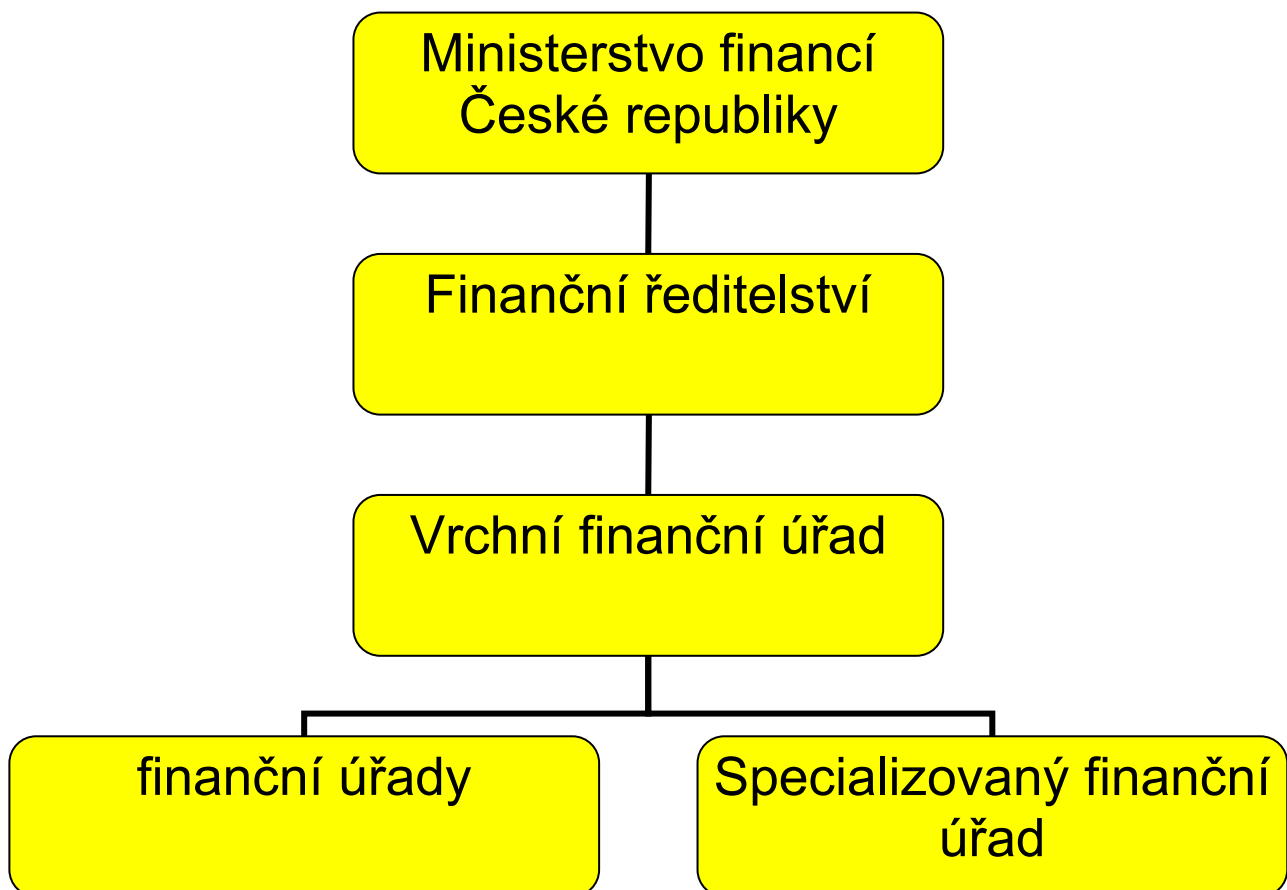 Ministerstvo financí
České republiky
Finanční ředitelství
Vrchní finanční úřad
finanční úřady
Specializovaný finanční
úřad